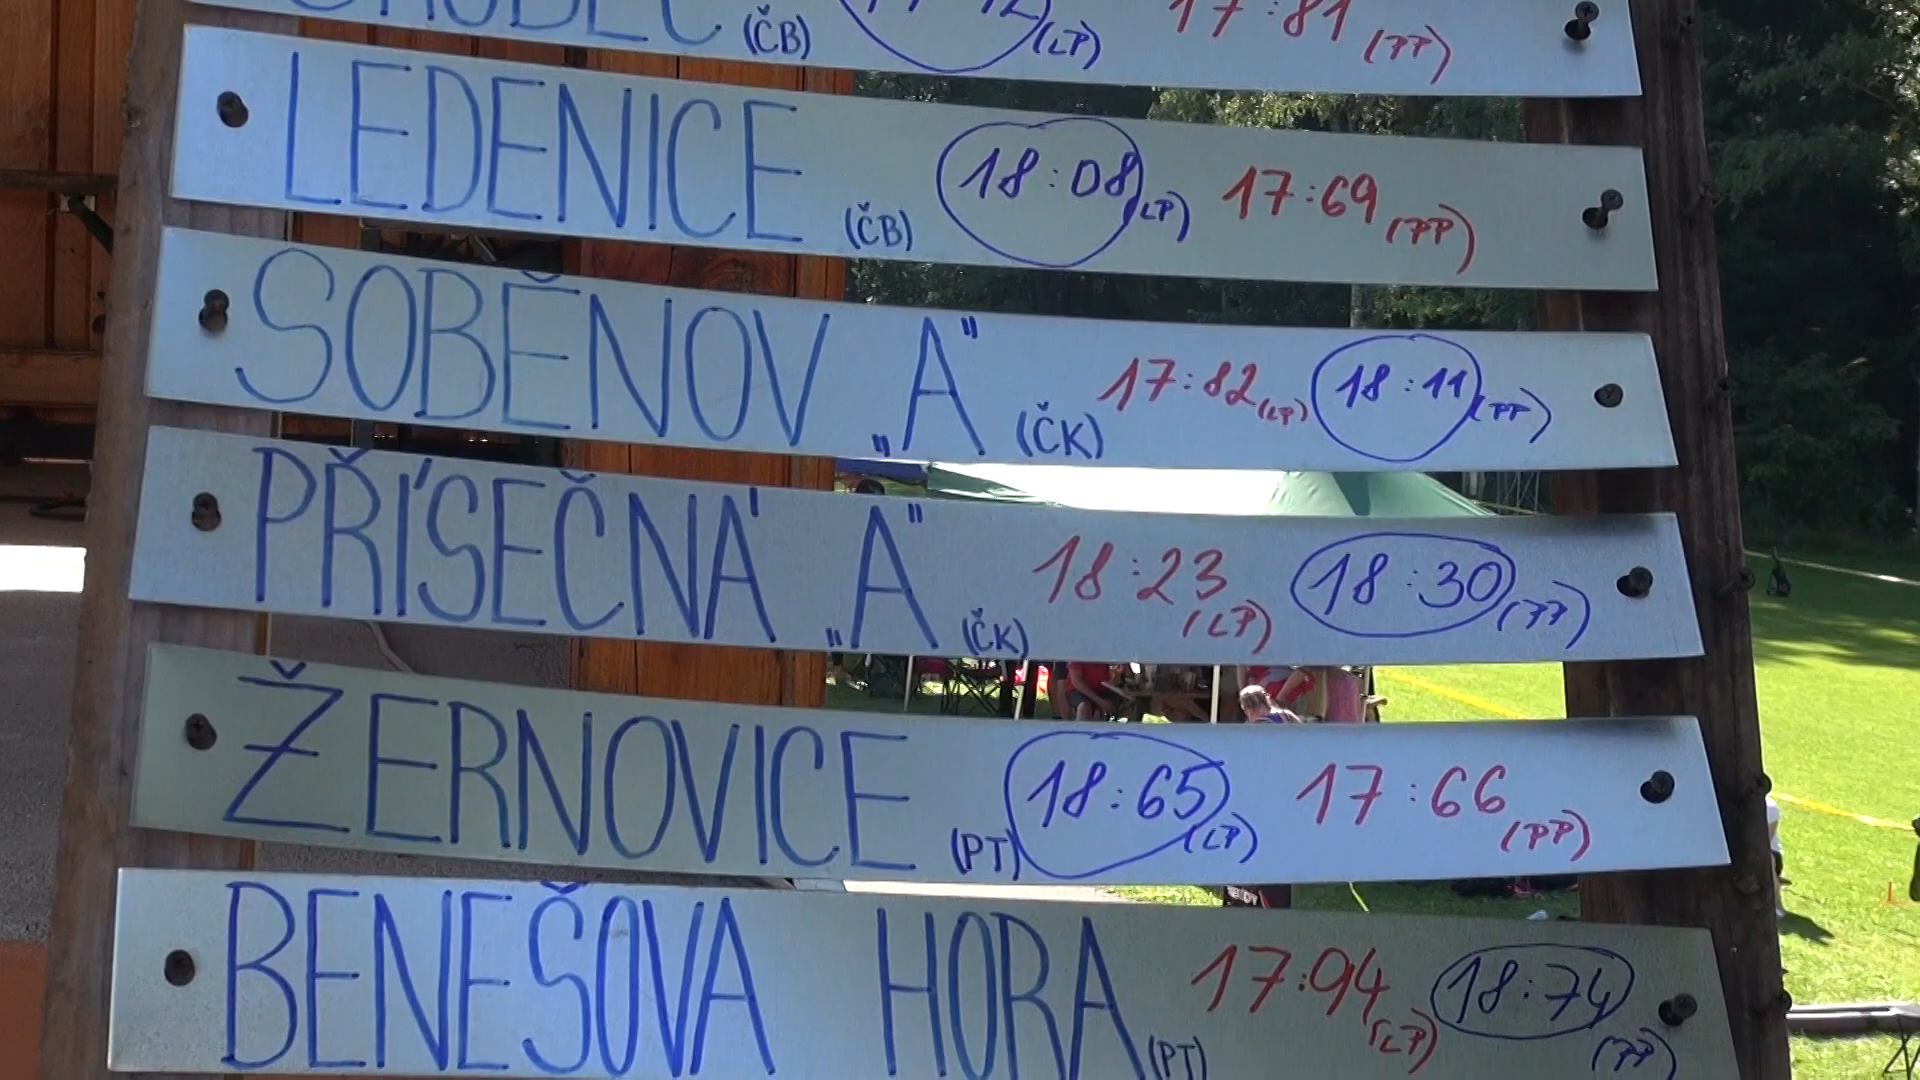 (ČB) (LP) 17:81 (PP)
LEDENICE (ČB) 18:08 (LP) 17:69 (PP)
SOBĚNOV „A" (ČK) 17:82 (LP) 18:11 (PP)
PŘÍSEČNÁ „A" (ČK) 18:23 (LP) 18:30 (PP)
ŽERNOVICE (PT) 18:65 (LP) 17:66 (PP)
BENEŠOVA HORA (PT) 17:94 (LP) 18:74 (PP)